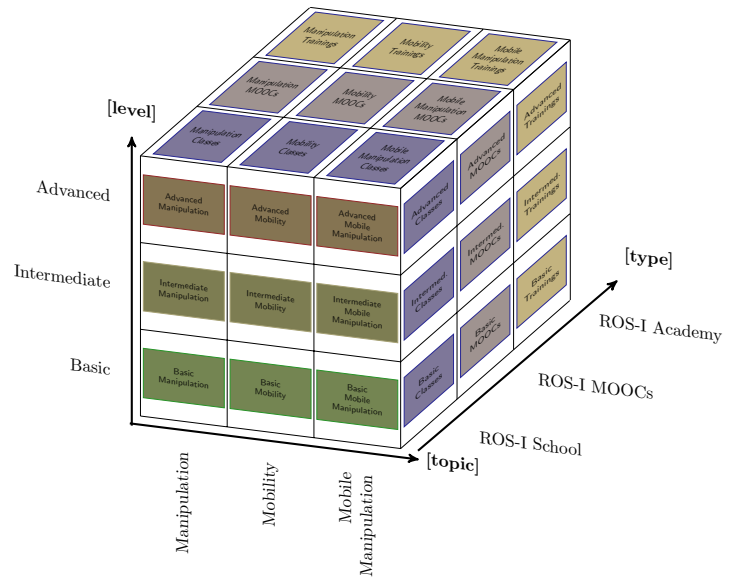 Manipulation
Trainings
Mobility
Trainings
Mobile
Manipulation
Trainings
Manipulation
MOOCs
Mobility
MOOCs
Mobile
Manipulation
MOOCs
Manipulation
Classes
Mobility
Classes
Mobile
Manipulation
Classes
[level]
Advanced
Intermediate
Basic
Advanced
Manipulation
Advanced
Mobility
Advanced
Mobile
Manipulation
Intermediate
Manipulation
Intermediate
Mobility
Intermediate
Mobile
Manipulation
Basic
Manipulation
Basic
Mobility
Basic
Mobile
Manipulation
Advanced
Classes
Advanced
MOOCs
Advanced
Trainings
Intermed.
Classes
Intermed.
MOOCs
Intermed.
Trainings
Basic
Classes
Basic
MOOCs
Basic
Trainings
[type]
ROS-I Academy
ROS-I MOOCs
ROS-I School
[topic]
Manipulation
Mobility
Mobile
Manipulation